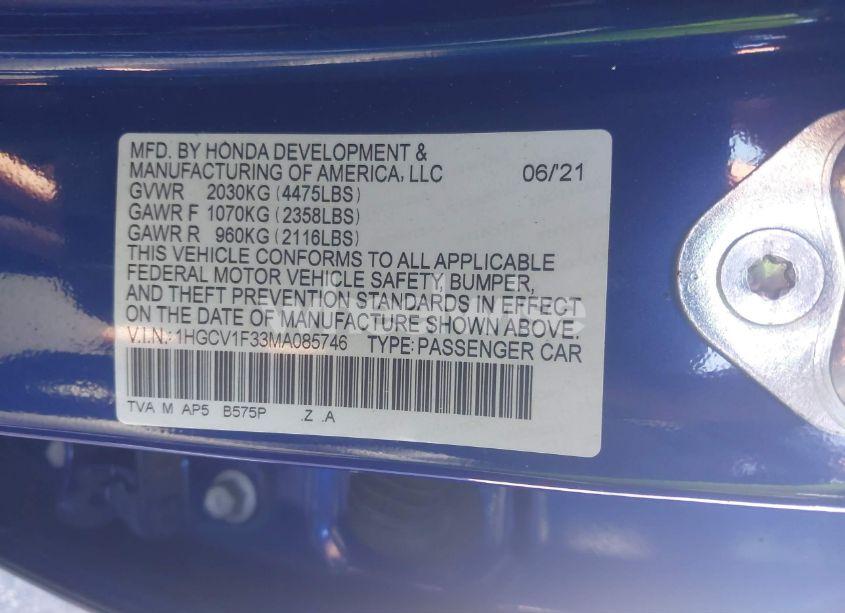 MFD. BY HONDA DEVELOPMENT &
MANUFACTURING OF AMERICA, LLC 06/'21
GVWR 2030KG (4475LBS)
GAWR F 1070KG (2358LBS)
GAWR R 960KG (2116LBS)
THIS VEHICLE CONFORMS TO ALL APPLICABLE
FEDERAL MOTOR VEHICLE SAFETY, BUMPER,
AND THEFT PREVENTION STANDARDS IN EFFECT
ON THE DATE OF MANUFACTURE SHOWN ABOVE.
V.I.N.: 1HGCV1F33MA085746 TYPE: PASSENGER CAR
TVA M AP5 B575P .Z .A